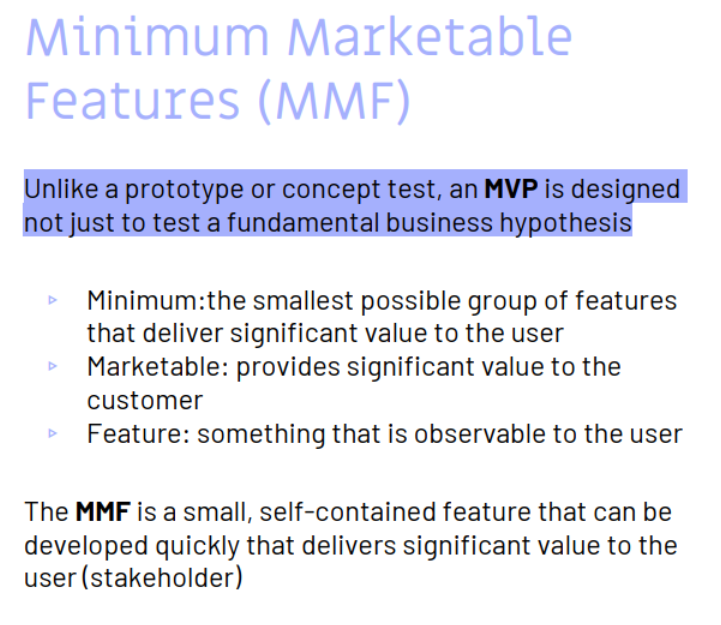 Minimum Marketable
Features (MMF)
Unlike a prototype or concept test, an MVP is designed
not just to test a fundamental business hypothesis
▹ Minimum:the smallest possible group of features
that deliver significant value to the user
▹ Marketable: provides significant value to the
customer
▹ Feature: something that is observable to the user
The MMF is a small, self-contained feature that can be
developed quickly that delivers significant value to the
user (stakeholder)